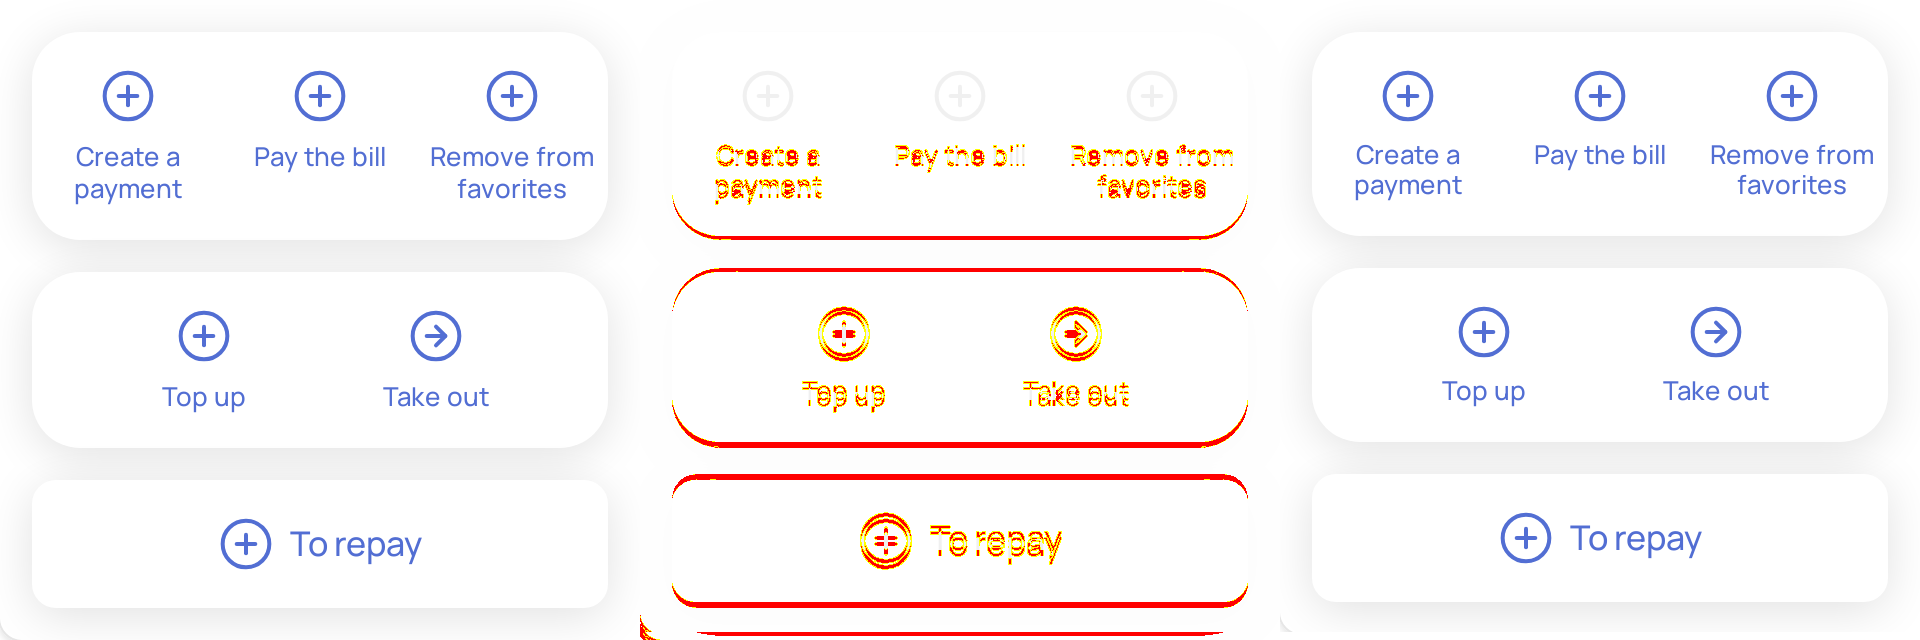 Create a Pay the bill Remove from
payment favorites
Top up Take out
To repay
Create a Pay the bill Remove from
payment favorites
Top up Take out
To repay
Create a Pay the bill Remove from
payment favorites
Top up Take out
To repay